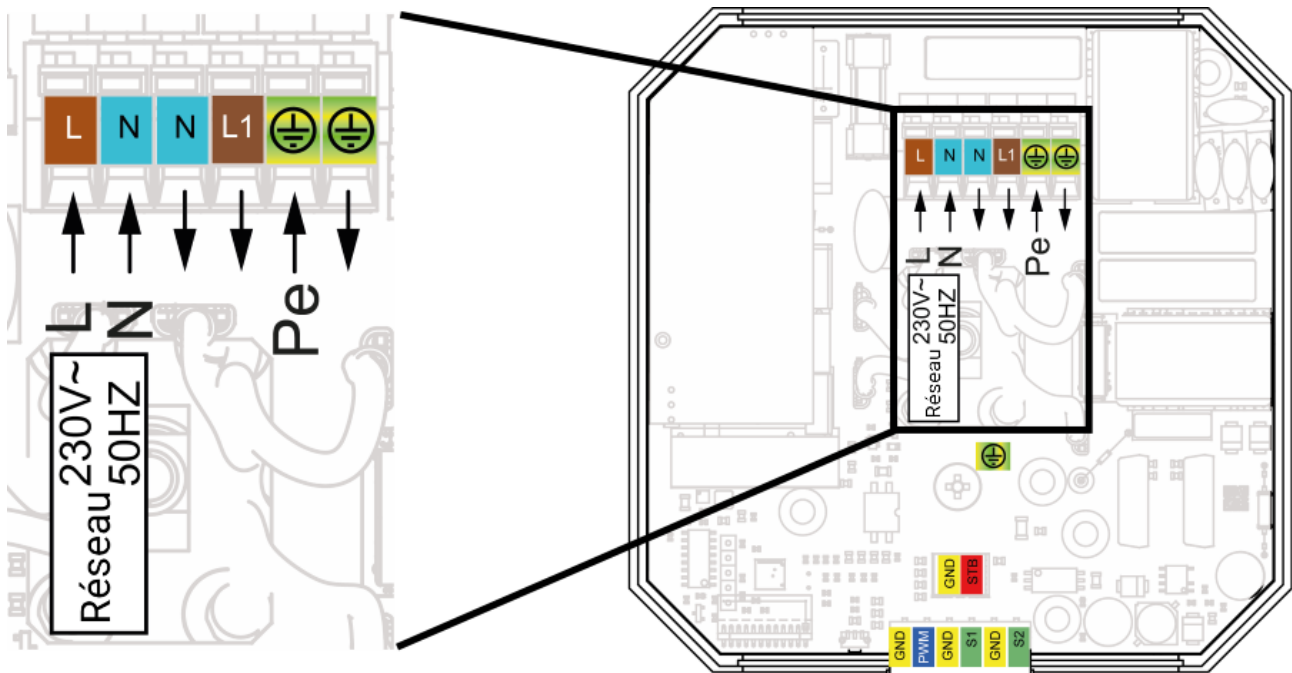 L N N L1
L
N
Pe
Réseau 230V~
50HZ
L N N L1
L
N
Pe
Réseau 230V~
50HZ
GND STB
GND PWM GND S1 GND S2